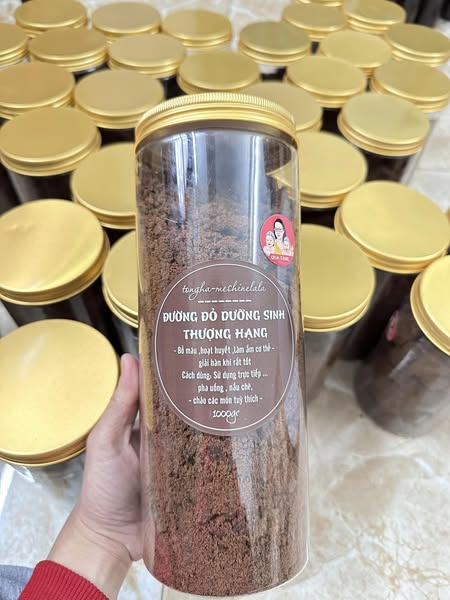 tongha-meshinelala
ĐƯỜNG ĐỎ DƯỠNG SINH
THƯỢNG HẠNG
- Bổ máu ,hoạt huyết ,làm ấm cơ thể -
giải hàn khí rất tốt
Cách dùng: Sử dụng trực tiếp ...
pha uống , nấu chè,
- cháo các món tuỳ thích -
1000gr